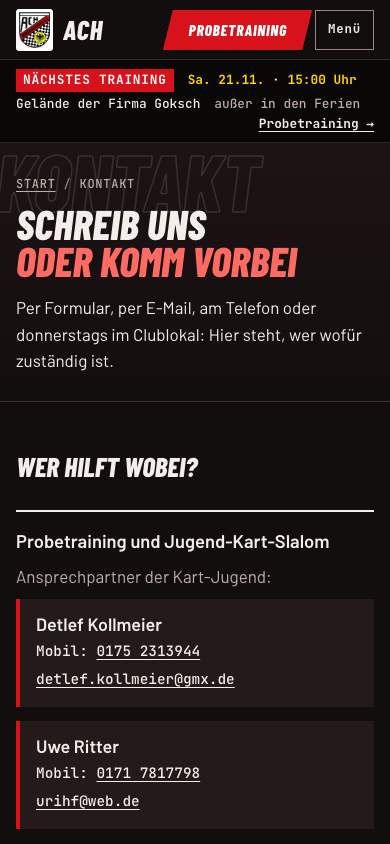 ACH
ACH
PROBETRAINING
Menü
NÄCHSTES TRAINING Sa. 21.11. · 15:00 Uhr
Gelände der Firma Goksch außer in den Ferien
Probetraining →
KONTAKT
START / KONTAKT
SCHREIB UNS
ODER KOMM VORBEI
Per Formular, per E-Mail, am Telefon oder
donnerstags im Clublokal: Hier steht, wer wofür
zuständig ist.
WER HILFT WOBEI?
Probetraining und Jugend-Kart-Slalom
Ansprechpartner der Kart-Jugend:
Detlef Kollmeier
Mobil: 0175 2313944
detlef.kollmeier@gmx.de
Uwe Ritter
Mobil: 0171 7817798
urihf@web.de